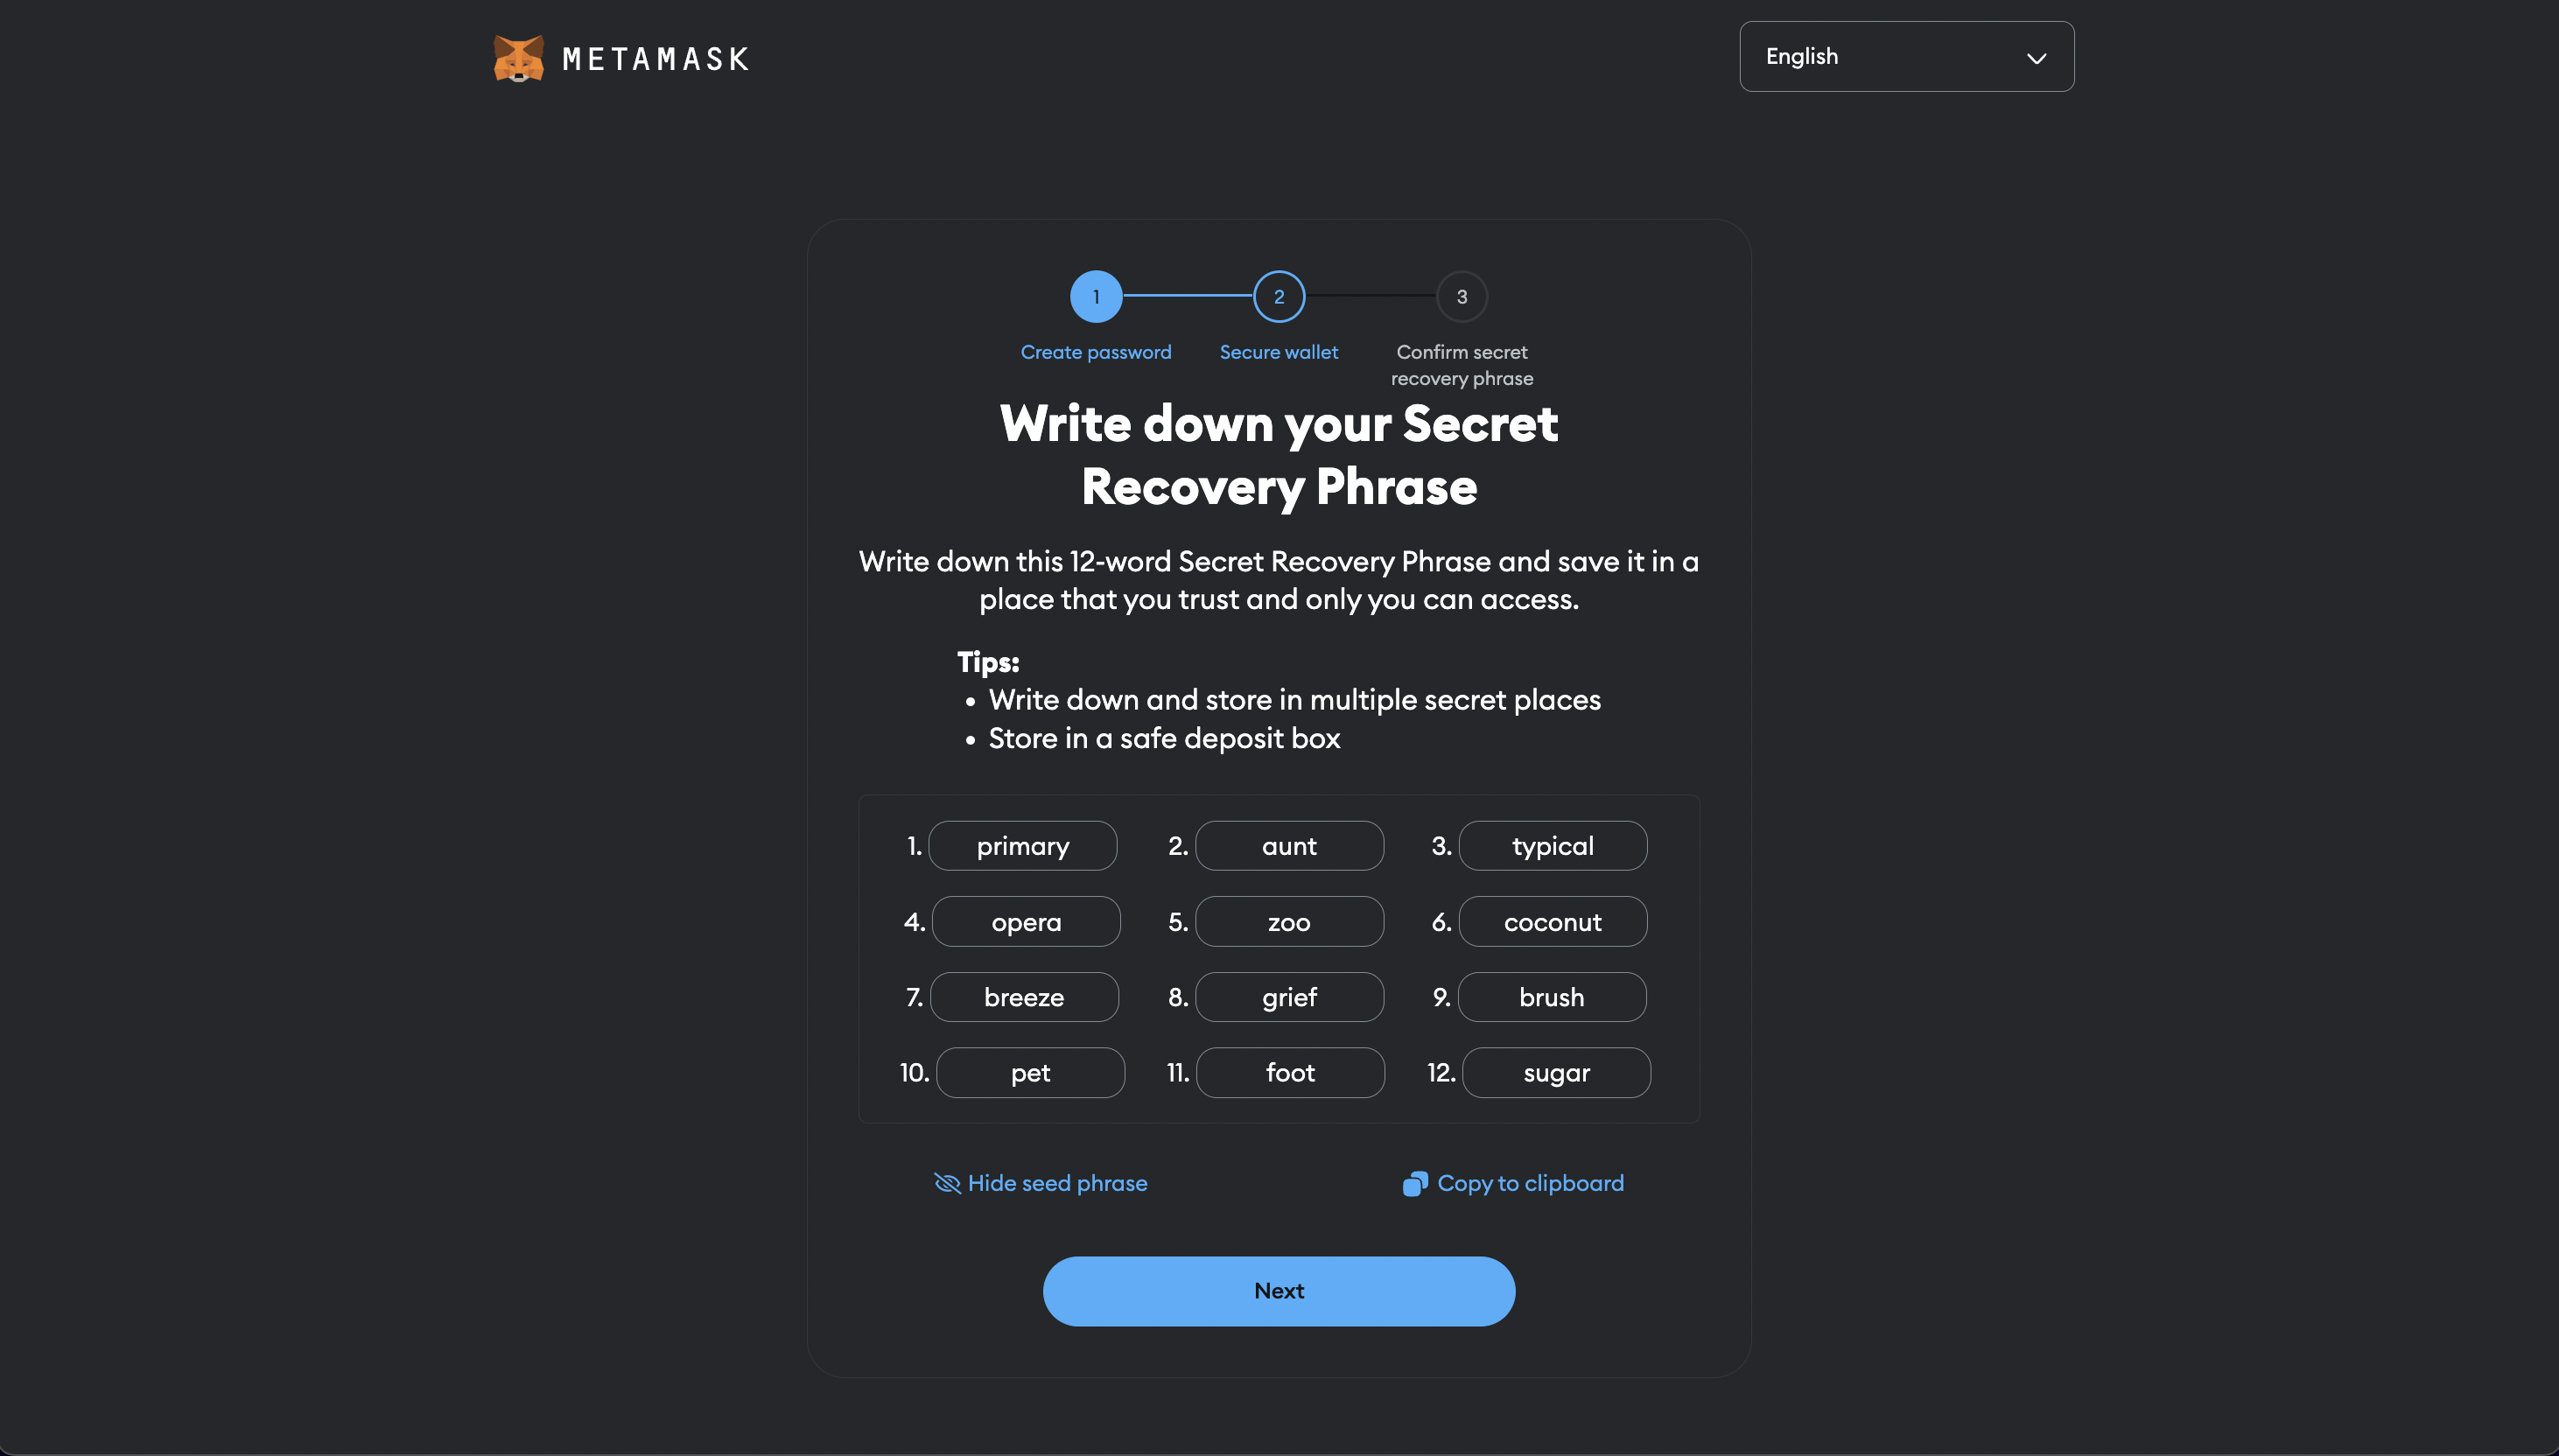 METAMASK
English
1
2
3
Create password
Secure wallet
Confirm secret
recovery phrase
Write down your Secret
Recovery Phrase
Write down this 12-word Secret Recovery Phrase and save it in a
place that you trust and only you can access.
Tips:
• Write down and store in multiple secret places
• Store in a safe deposit box
1. primary 2. aunt 3. typical
4. opera 5. zoo 6. coconut
7. breeze 8. grief 9. brush
10. pet 11. foot 12. sugar
Hide seed phrase
Copy to clipboard
Next